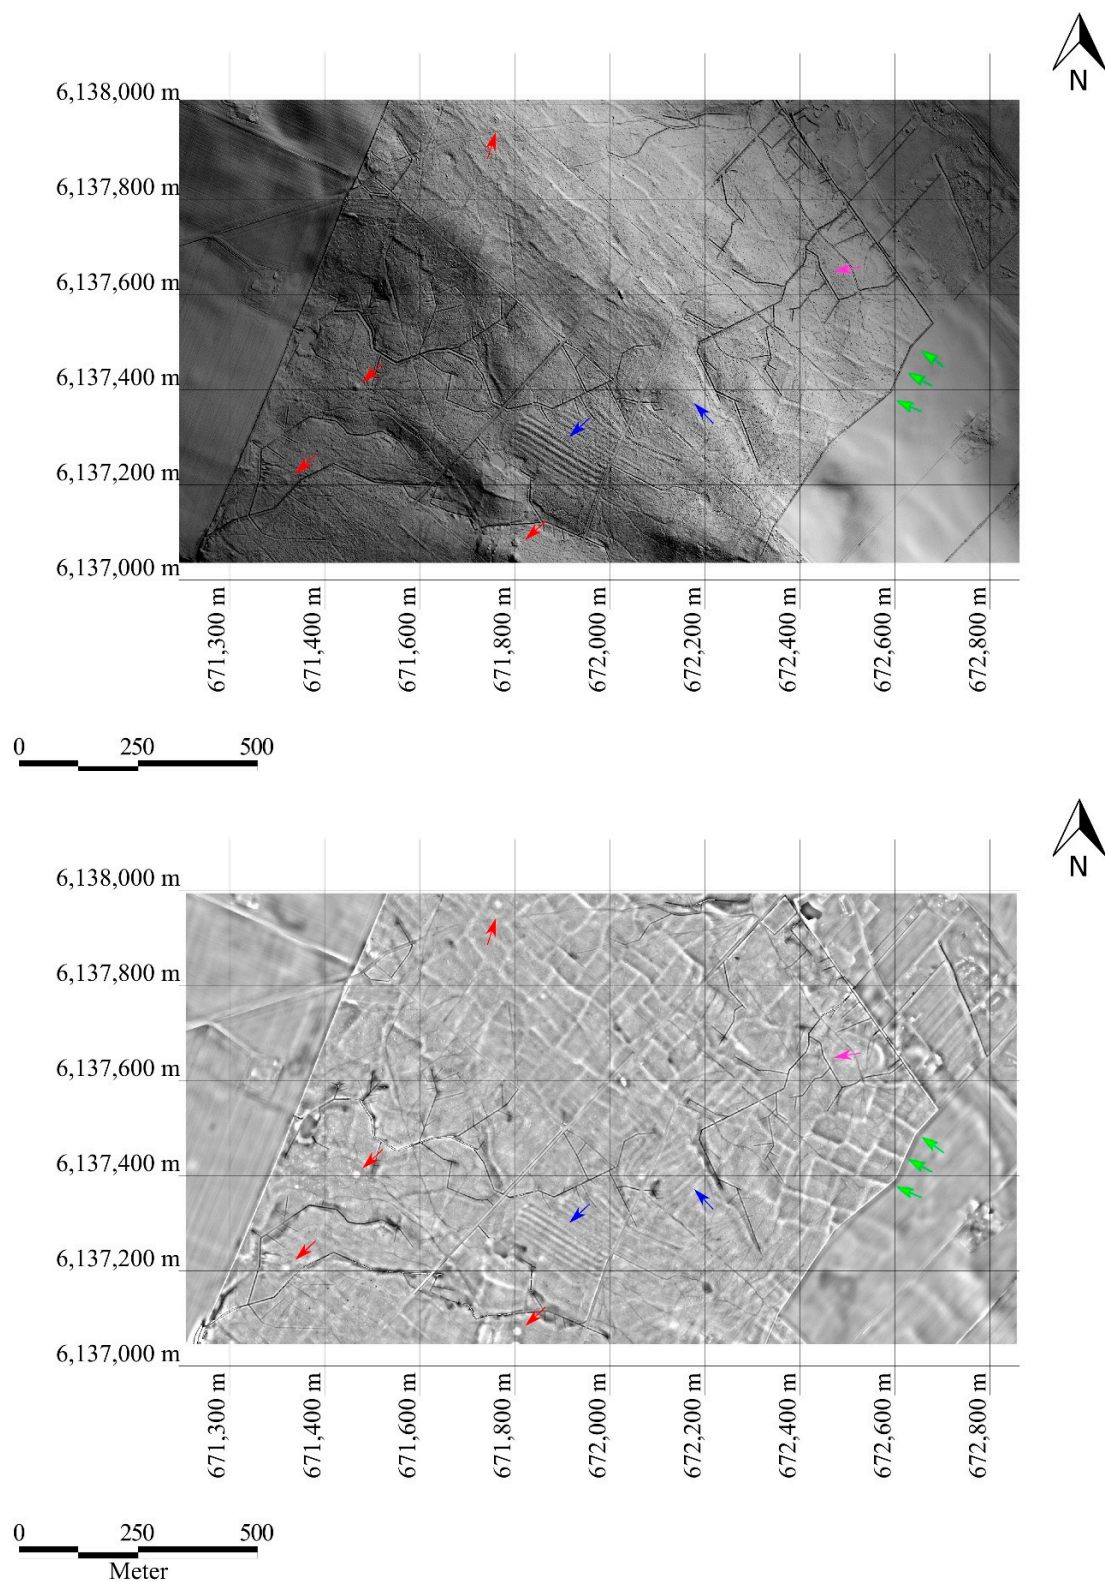 N
6,138,000 m
6,137,800 m
6,137,600 m
6,137,400 m
6,137,200 m
6,137,000 m
671,300 m
671,400 m
671,600 m
671,800 m
672,000 m
672,200 m
672,400 m
672,600 m
672,800 m
0 250 500
N
6,138,000 m
6,137,800 m
6,137,600 m
6,137,400 m
6,137,200 m
6,137,000 m
671,300 m
671,400 m
671,600 m
671,800 m
672,000 m
672,200 m
672,400 m
672,600 m
672,800 m
0 250 500
Meter